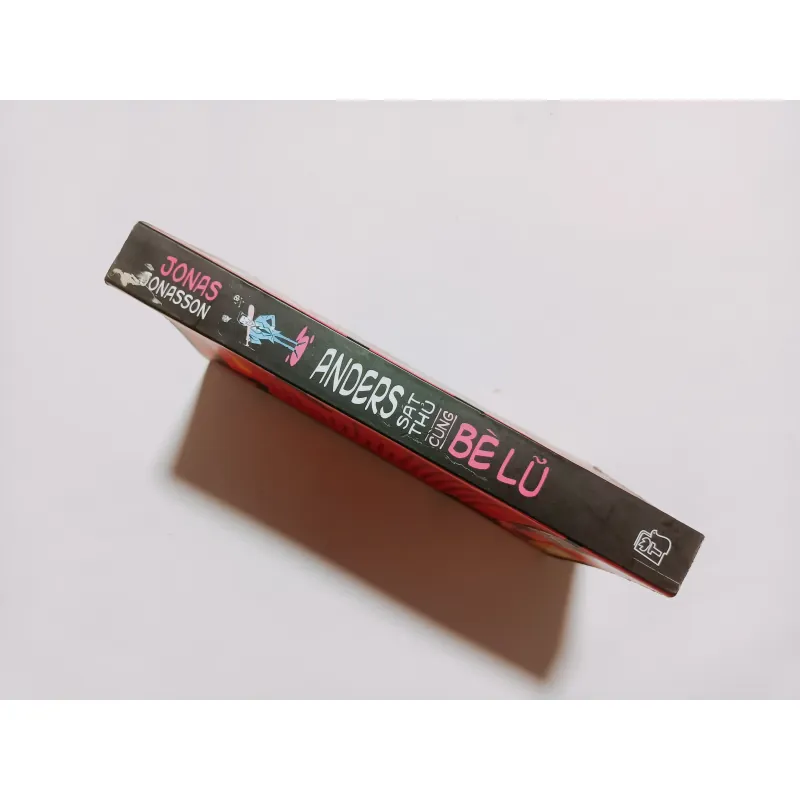 JONAS
JONASSON
ANDERS
SÁT
THỦ
CÙNG
BÈ LŨ